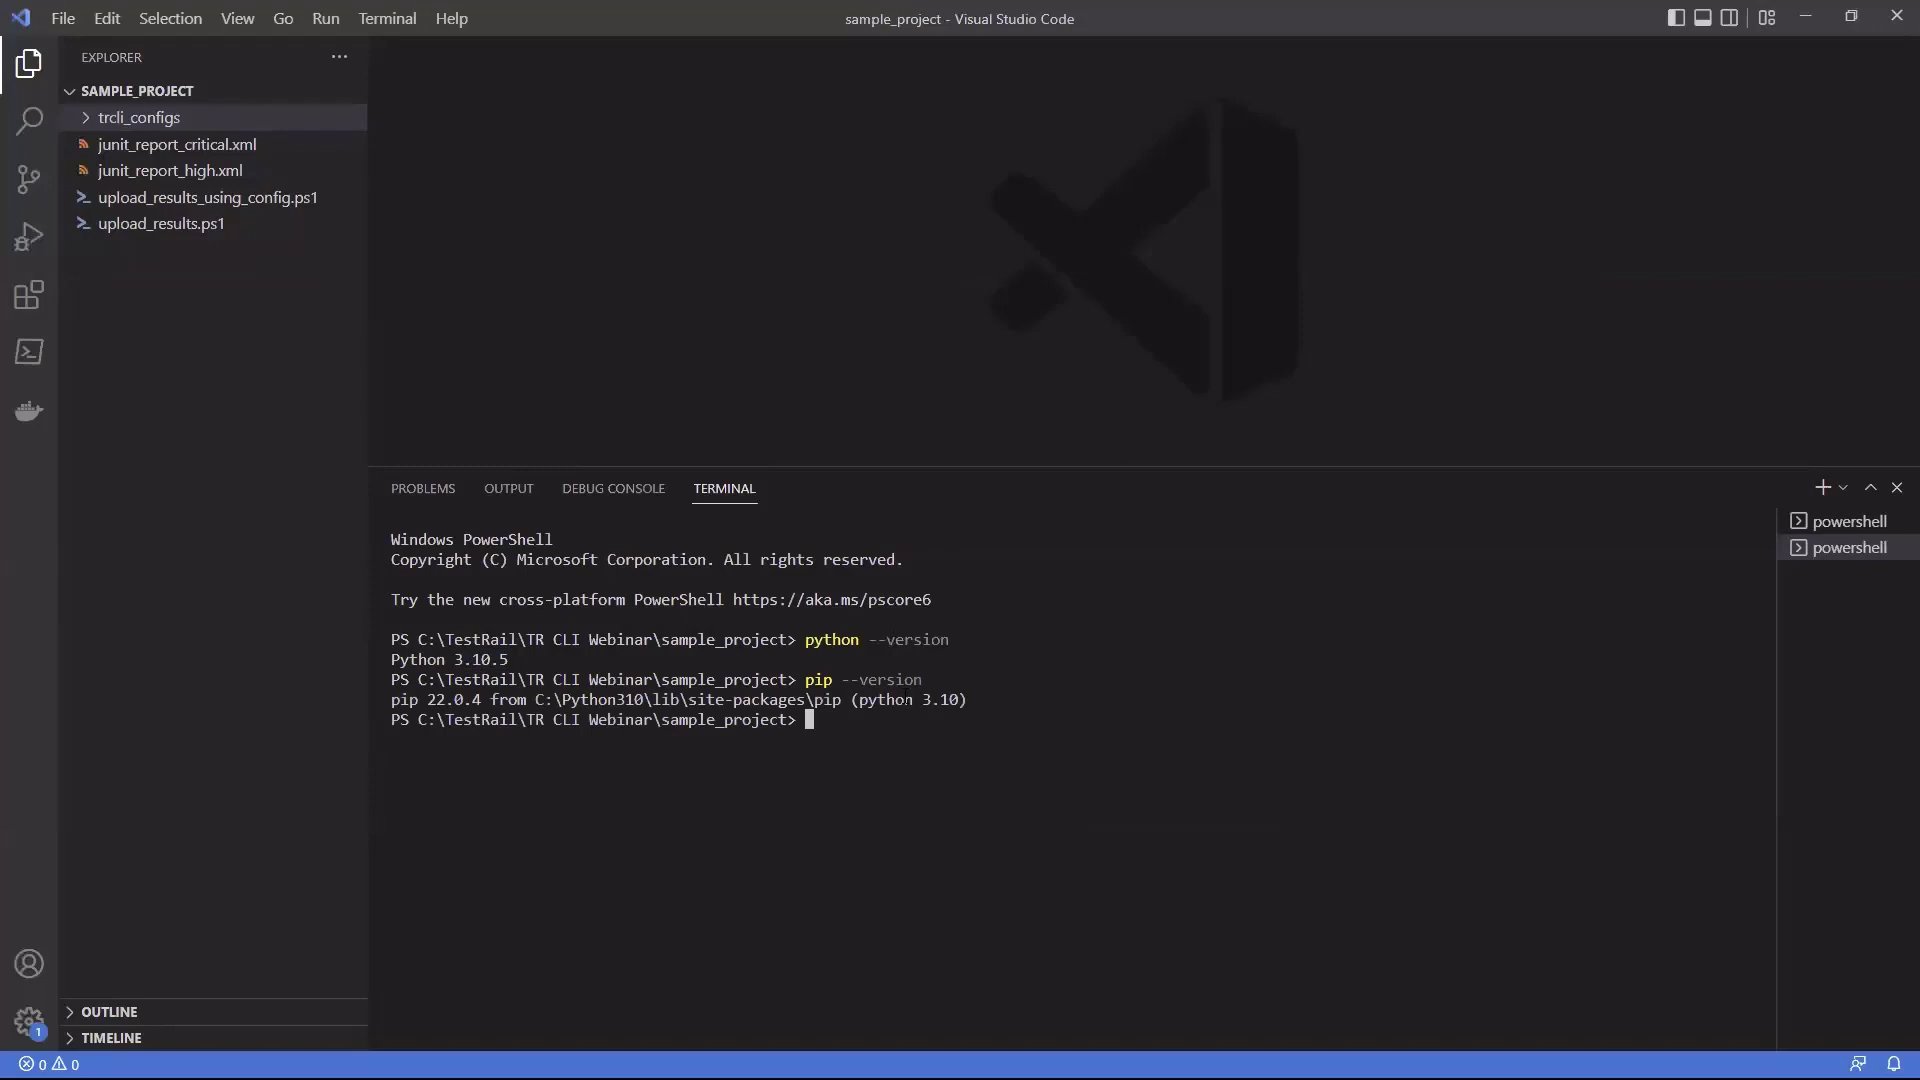 File Edit Selection View Go Run Terminal Help
sample_project - Visual Studio Code
EXPLORER
SAMPLE_PROJECT
trcli_configs
junit_report_critical.xml
junit_report_high.xml
upload_results_using_config.ps1
upload_results.ps1
PROBLEMS OUTPUT DEBUG CONSOLE TERMINAL
Windows PowerShell
Copyright (C) Microsoft Corporation. All rights reserved.
Try the new cross-platform PowerShell https://aka.ms/pscore6
PS C:\TestRail\TR CLI Webinar\sample_project> python --version
Python 3.10.5
PS C:\TestRail\TR CLI Webinar\sample_project> pip --version
pip 22.0.4 from C:\Python310\lib\site-packages\pip (python 3.10)
PS C:\TestRail\TR CLI Webinar\sample_project>
powershell
powershell
OUTLINE
TIMELINE
1
0 0